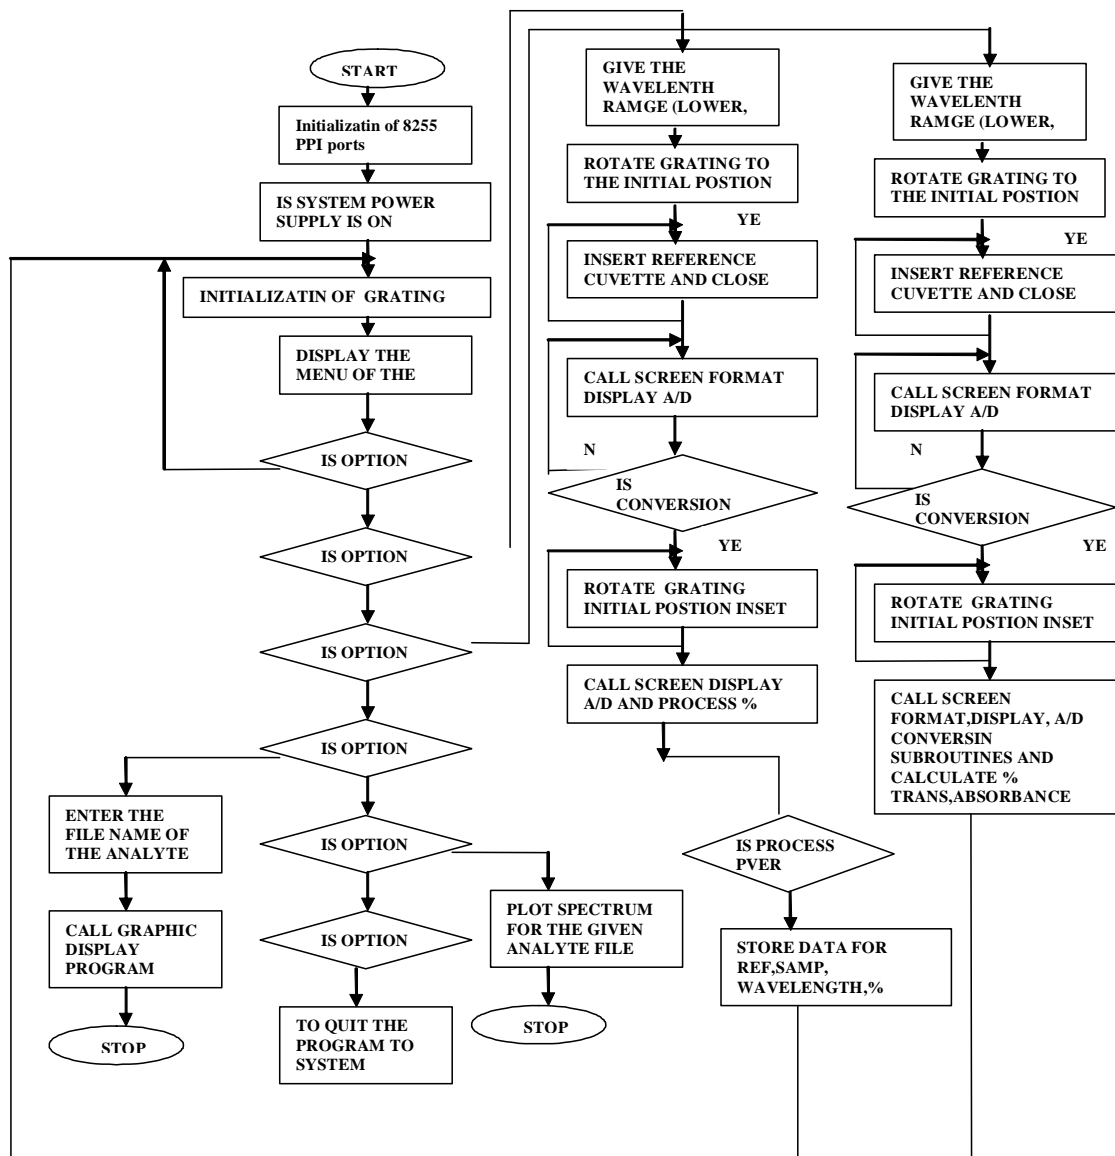 START
Initializatin of 8255
PPI ports
IS SYSTEM POWER
SUPPLY IS ON
INITIALIZATIN OF GRATING
DISPLAY THE
MENU OF THE
IS OPTION
IS OPTION
IS OPTION
IS OPTION
ENTER THE
FILE NAME OF
THE ANALYTE
CALL GRAPHIC
DISPLAY
PROGRAM
STOP
IS OPTION
IS OPTION
TO QUIT THE
PROGRAM TO
SYSTEM
PLOT SPECTRUM
FOR THE GIVEN
ANALYTE FILE
STOP
GIVE THE
WAVELENTH
RAMGE (LOWER,
ROTATE GRATING TO
THE INITIAL POSTION
YE
INSERT REFERENCE
CUVETTE AND CLOSE
CALL SCREEN FORMAT
DISPLAY A/D
N
IS
CONVERSION
YE
ROTATE GRATING
INITIAL POSTION INSET
CALL SCREEN DISPLAY
A/D AND PROCESS %
IS PROCESS
PVER
STORE DATA FOR
REF,SAMP,
WAVELENGTH,%
GIVE THE
WAVELENTH
RAMGE (LOWER,
ROTATE GRATING TO
THE INITIAL POSTION
YE
INSERT REFERENCE
CUVETTE AND CLOSE
CALL SCREEN FORMAT
DISPLAY A/D
N
IS
CONVERSION
YE
ROTATE GRATING
INITIAL POSTION INSET
CALL SCREEN
FORMAT,DISPLAY, A/D
CONVERSIN
SUBROUTINES AND
CALCULATE %
TRANS,ABSORBANCE